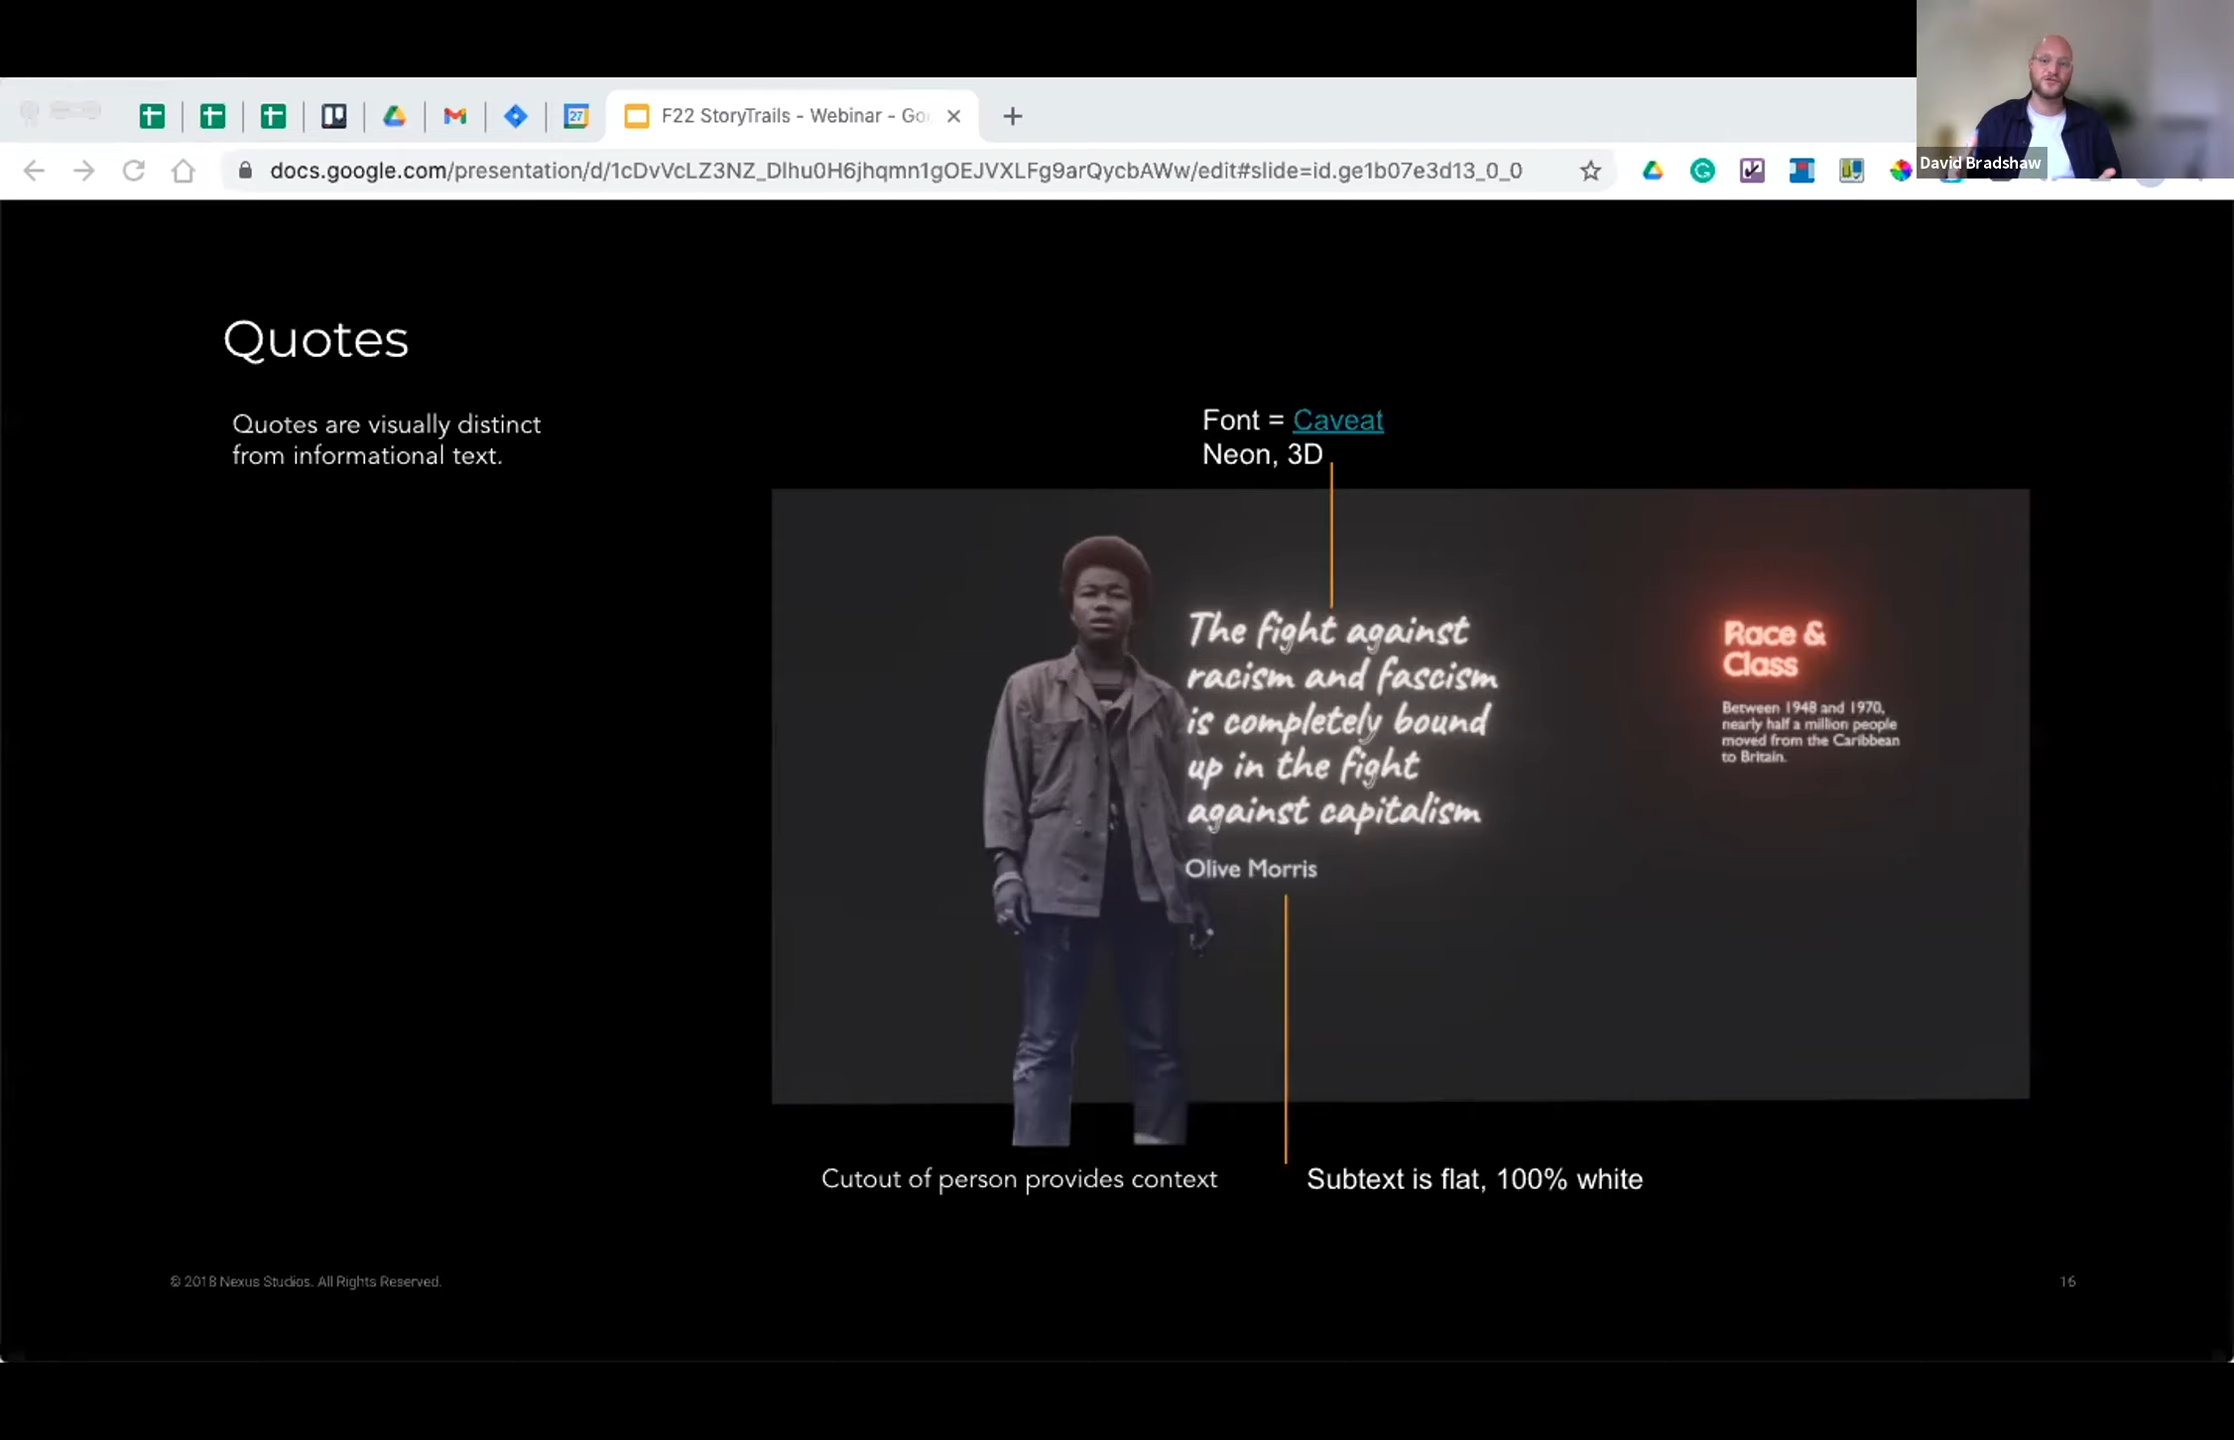 F22 StoryTrails - Webinar - Go
docs.google.com/presentation/d/1cDvVcLZ3NZ_Dlhu0H6jhqmn1gOEJVXLFg9arQycbAWw/edit#slide=id.ge1b07e3d13_0_0
27
David Bradshaw
Quotes
Quotes are visually distinct
from informational text.
Font = Caveat
Neon, 3D
The fight against
racism and fascism
is completely bound
up in the fight
against capitalism
Olive Morris
Race &
Class
Between 1948 and 1970,
nearly half a million people
moved from the Caribbean
to Britain.
Cutout of person provides context
Subtext is flat, 100% white
© 2018 Nexus Studios. All Rights Reserved.
16